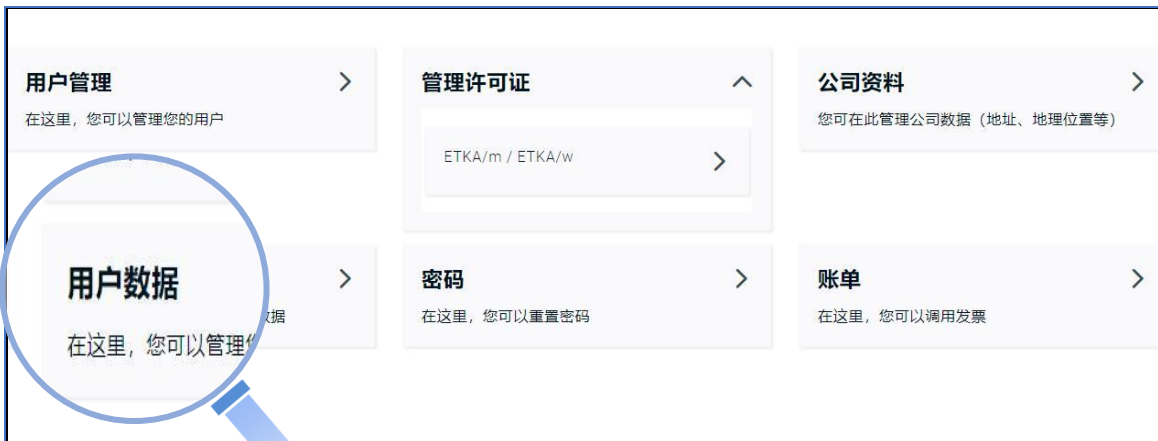 用户管理
在这里，您可以管理您的用户
管理许可证
ETKA/m / ETKA/w
公司资料
您可在此管理公司数据（地址、地理位置等）
用户数据
在这里，您可以管理
据
密码
在这里，您可以重置密码
账单
在这里，您可以调用发票